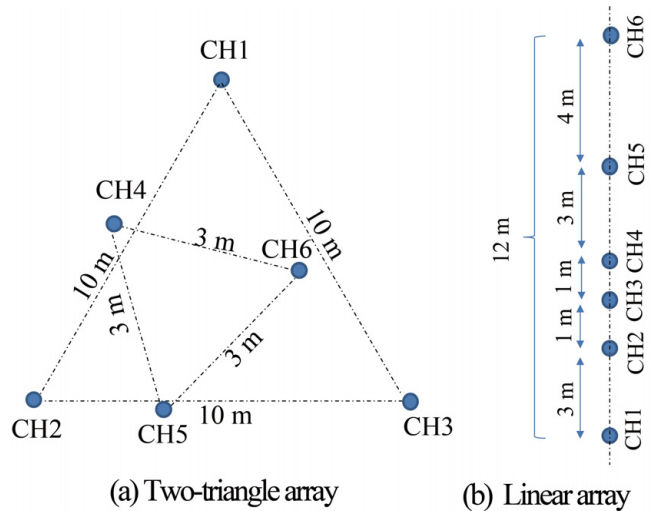 CH1
CH4
10 m
3 m
CH6
10 m
3 m
3 m
CH2
CH5
10 m
CH3
(a) Two-triangle array
CH6
4 m
CH5
3 m
12 m
CH4
1 m
CH3
1 m
CH2
3 m
CH1
(b) Linear array